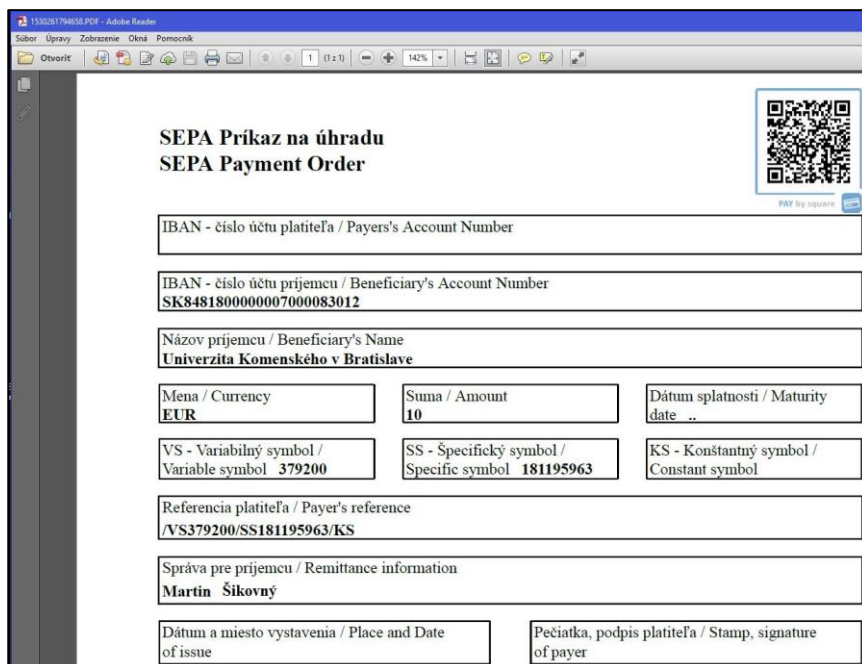 1530261794658.PDF - Adobe Reader
Súbor Úpravy Zobrazenie Okná Pomocník
Otvoriť 1 (1 z 1) 142%
SEPA Príkaz na úhradu
SEPA Payment Order
PAY by square
IBAN - číslo účtu platiteľa / Payers's Account Number
IBAN - číslo účtu príjemcu / Beneficiary's Account Number
SK8481800000007000083012
Názov príjemcu / Beneficiary's Name
Univerzita Komenského v Bratislave
Mena / Currency
EUR
Suma / Amount
10
Dátum splatnosti / Maturity
date ..
VS - Variabilný symbol /
Variable symbol 379200
SS - Špecifický symbol /
Specific symbol 181195963
KS - Konštantný symbol /
Constant symbol
Referencia platiteľa / Payer's reference
/VS379200/SS181195963/KS
Správa pre príjemcu / Remittance information
Martin Šikovný
Dátum a miesto vystavenia / Place and Date
of issue
Pečiatka, podpis platiteľa / Stamp, signature
of payer